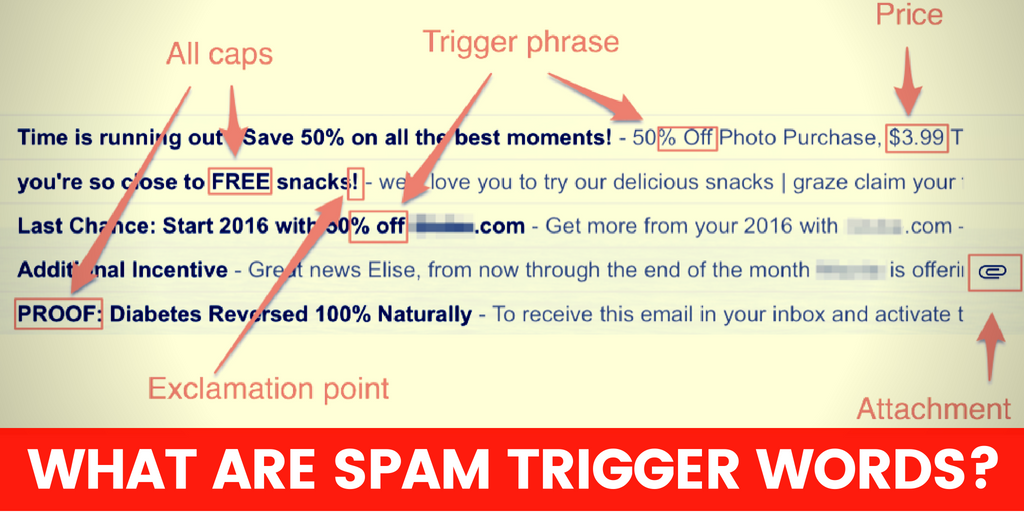 Price
All caps
Trigger phrase
Time is running out Save 50% on all the best moments! - 50% Off Photo Purchase, $3.99 T
you're so close to FREE snacks! - we love you to try our delicious snacks | graze claim your
Last Chance: Start 2016 with 50% off .com - Get more from your 2016 with .com -
Additional Incentive - Great news Elise, from now through the end of the month is offeri
PROOF: Diabetes Reversed 100% Naturally - To receive this email in your inbox and activate t
Exclamation point
Attachment
WHAT ARE SPAM TRIGGER WORDS?